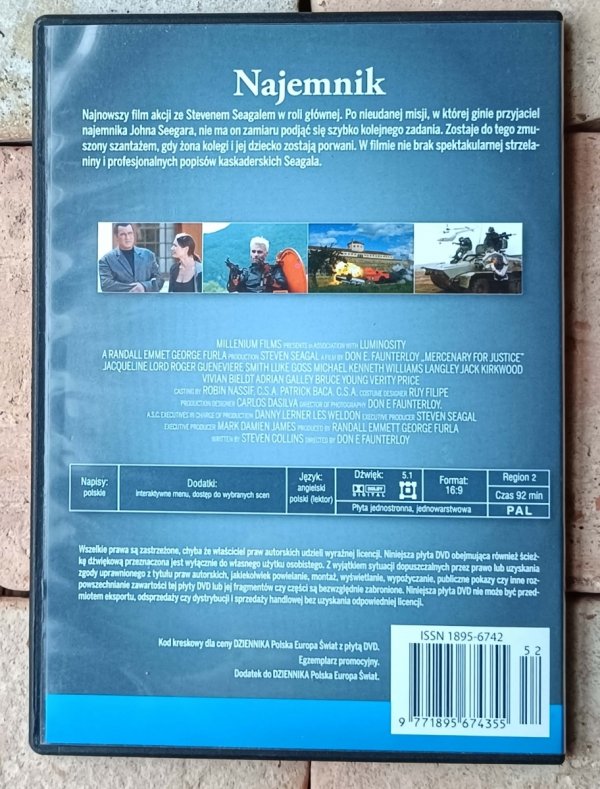 Najemnik
Najnowszy film akcji ze Stevenem Seagalem w roli głównej. Po nieudanej misji, w której ginie przyjaciel
najemnika Johna Seegara, nie ma on zamiaru podjąć się szybko kolejnego zadania. Zostaje do tego zmu-
szony szantażem, gdy żona kolegi i jej dziecko zostają porwani. W filmie nie brak spektakularnej strzela-
niny i profesjonalnych popisów kaskaderskich Seagala.
MILLENIUM FILMS PRESENTS IN ASSOCIATION WITH LUMINOSITY
A RANDALL EMMET GEORGE FURLA PRODUCTION STEVEN SEAGAL A FILM BY DON E. FAUNTERLOY „MERCENARY FOR JUSTICE”
JACQUELINE LORD ROGER GUENEVIERE SMITH LUKE GOSS MICHAEL KENNETH WILLIAMS LANGLEY JACK KIRKWOOD
VIVIAN BIELDT ADRIAN GALLEY BRUCE YOUNG VERITY PRICE
CASTING BY ROBIN NASSIF, C.S.A. PATRICK BACA, C.S.A. COSTUME DESIGNER RUY FILIPE
PRODUCTION DESIGNER CARLOS DASILVA DIRECTOR OF PHOTOGRAPHY DON E FAUNTERLOY,
A.S.C. EXECUTIVES IN CHARGE OF PRODUCTION DANNY LERNER LES WELDON EXECUTIVE PRODUCER STEVEN SEAGAL
EXECUTIVE PRODUCER MARK DAMIEN JAMES PRODUCED BY RANDALL EMMETT GEORGE FURLA
WRITTEN BY STEVEN COLLINS DIRECTED BY DON E FAUNTERLOY
Napisy:
polskie
Dodatki:
interaktywne menu, dostęp do wybranych scen
Język:
angielski
polski (lektor)
Dźwięk: 5.1
DOLBY
DIGITAL
Format:
16:9
Płyta jednostronna, jednowarstwowa
Region 2
Czas 92 min
PAL
Wszelkie prawa są zastrzeżone, chyba że właściciel praw autorskich udzieli wyraźnej licencji. Niniejsza płyta DVD obejmująca również ścież-
kę dźwiękową przeznaczona jest wyłącznie do własnego użytku osobistego. Z wyjątkiem sytuacji dopuszczalnych przez prawo lub uzyskania
zgody uprawnionego z tytułu praw autorskich, jakiekolwiek powielanie, montaż, wyświetlanie, wypożyczanie, publiczne pokazy czy inne roz-
powszechnianie zawartości tej płyty DVD lub jej fragmentów czy części są bezwzględnie zabronione. Niniejsza płyta DVD nie może być przed-
miotem eksportu, odsprzedaży czy dystrybucji i sprzedaży handlowej bez uzyskania odpowiedniej licencji.
Kod kreskowy dla ceny DZIENNIKA Polska Europa Świat z płytą DVD.
Egzemplarz promocyjny.
Dodatek do DZIENNIKA Polska Europa Świat.
ISSN 1895-6742
52
9 771895 674355